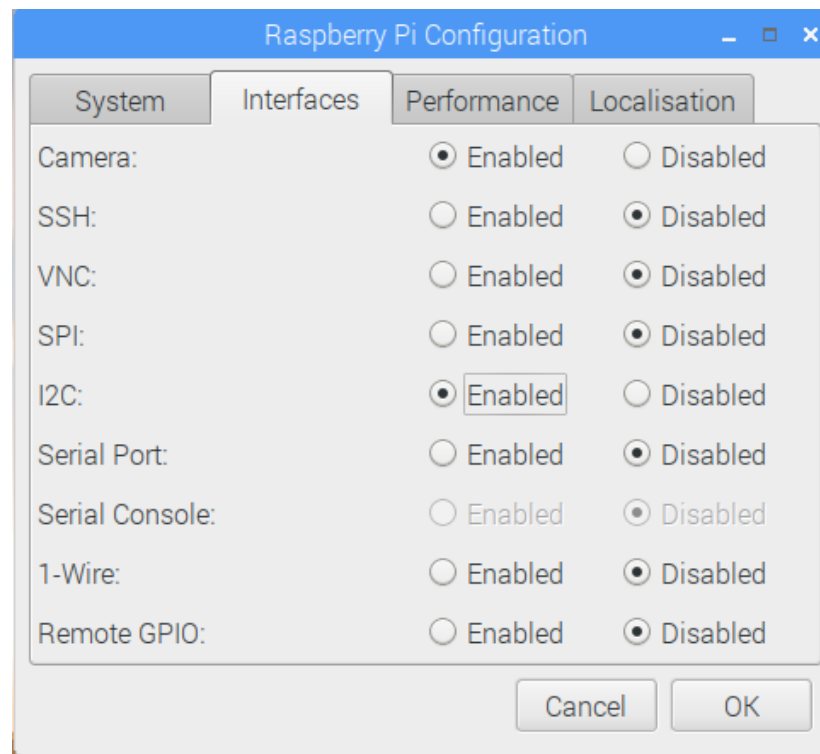 Raspberry Pi Configuration
System Interfaces Performance Localisation
Camera: Enabled Disabled
SSH: Enabled Disabled
VNC: Enabled Disabled
SPI: Enabled Disabled
I2C: Enabled Disabled
Serial Port: Enabled Disabled
Serial Console: Enabled Disabled
1-Wire: Enabled Disabled
Remote GPIO: Enabled Disabled
Cancel OK